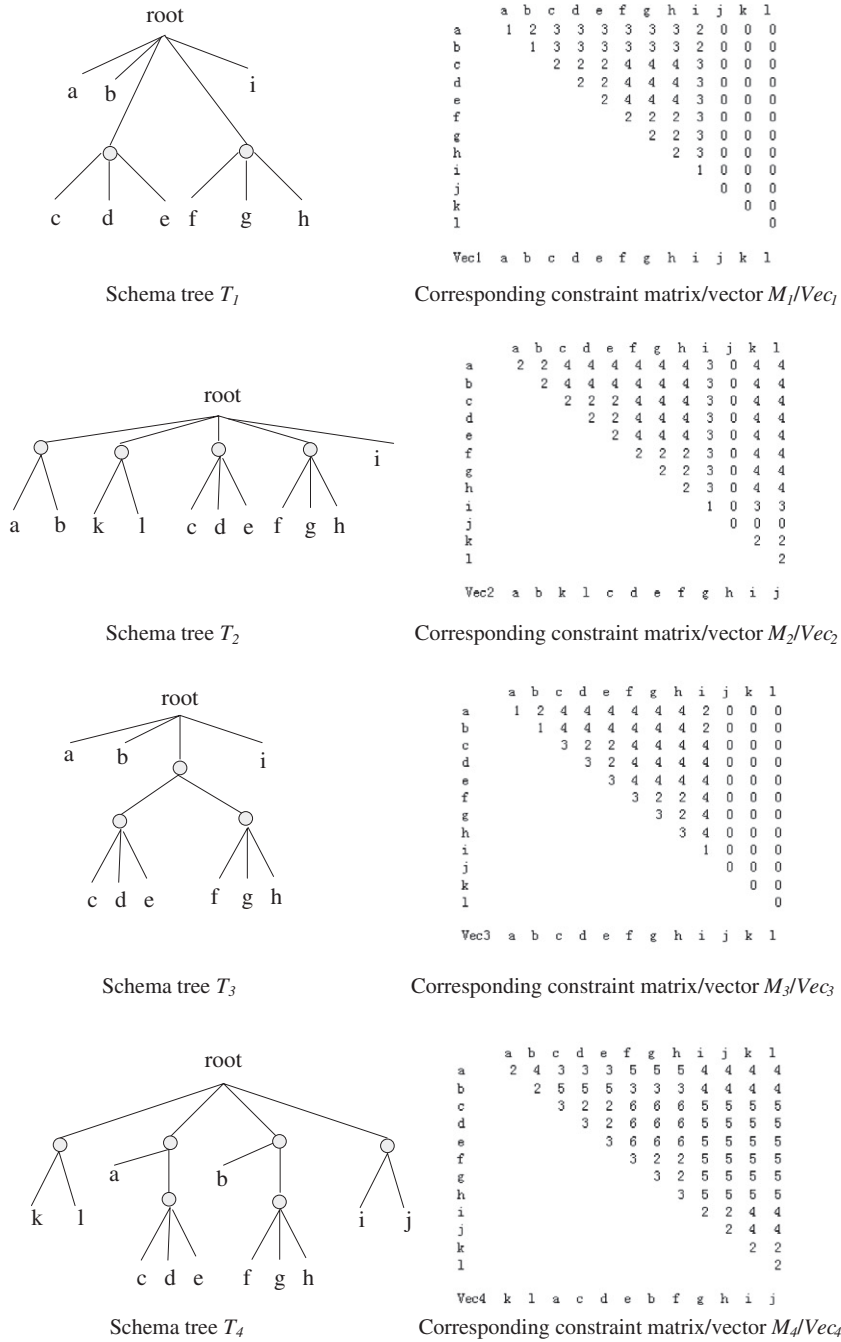 root
a b i
c d e f g h
Schema tree T1
a b c d e f g h i j k l
a 1 2 3 3 3 3 3 3 2 0 0 0
b 1 3 3 3 3 3 3 2 0 0 0
c 2 2 2 4 4 4 3 0 0 0
d 2 2 4 4 4 3 0 0 0
e 2 4 4 4 3 0 0 0
f 2 2 2 3 0 0 0
g 2 2 3 0 0 0
h 2 3 0 0 0
i 1 0 0 0
j 0 0 0
k 0 0
l 0
Vec1 a b c d e f g h i j k l
Corresponding constraint matrix/vector M1/Vec1
root
i
a b k l c d e f g h
Schema tree T2
a b c d e f g h i j k l
a 2 2 4 4 4 4 4 4 3 0 4 4
b 2 4 4 4 4 4 4 3 0 4 4
c 2 2 2 4 4 4 3 0 4 4
d 2 2 4 4 4 3 0 4 4
e 2 4 4 4 3 0 4 4
f 2 2 2 3 0 4 4
g 2 2 3 0 4 4
h 2 3 0 4 4
i 1 0 3 3
j 0 0 0
k 2 2
l 2
Vec2 a b k l c d e f g h i j
Corresponding constraint matrix/vector M2/Vec2
root
a b i
c d e f g h
Schema tree T3
a b c d e f g h i j k l
a 1 2 4 4 4 4 4 4 2 0 0 0
b 1 4 4 4 4 4 4 2 0 0 0
c 3 2 2 4 4 4 4 0 0 0
d 3 2 4 4 4 4 0 0 0
e 3 4 4 4 4 0 0 0
f 3 2 2 4 0 0 0
g 3 2 4 0 0 0
h 3 4 0 0 0
i 1 0 0 0
j 0 0 0
k 0 0
l 0
Vec3 a b c d e f g h i j k l
Corresponding constraint matrix/vector M3/Vec3
root
a b
k l i j
c d e f g h
Schema tree T4
a b c d e f g h i j k l
a 2 4 3 3 3 5 5 5 4 4 4 4
b 2 5 5 5 3 3 3 4 4 4 4
c 3 2 2 6 6 6 5 5 5 5
d 3 2 6 6 6 5 5 5 5
e 3 6 6 6 5 5 5 5
f 3 2 2 5 5 5 5
g 3 2 5 5 5 5
h 3 5 5 5 5
i 2 2 4 4
j 2 4 4
k 2 2
l 2
Vec4 k l a c d e b f g h i j
Corresponding constraint matrix/vector M4/Vec4